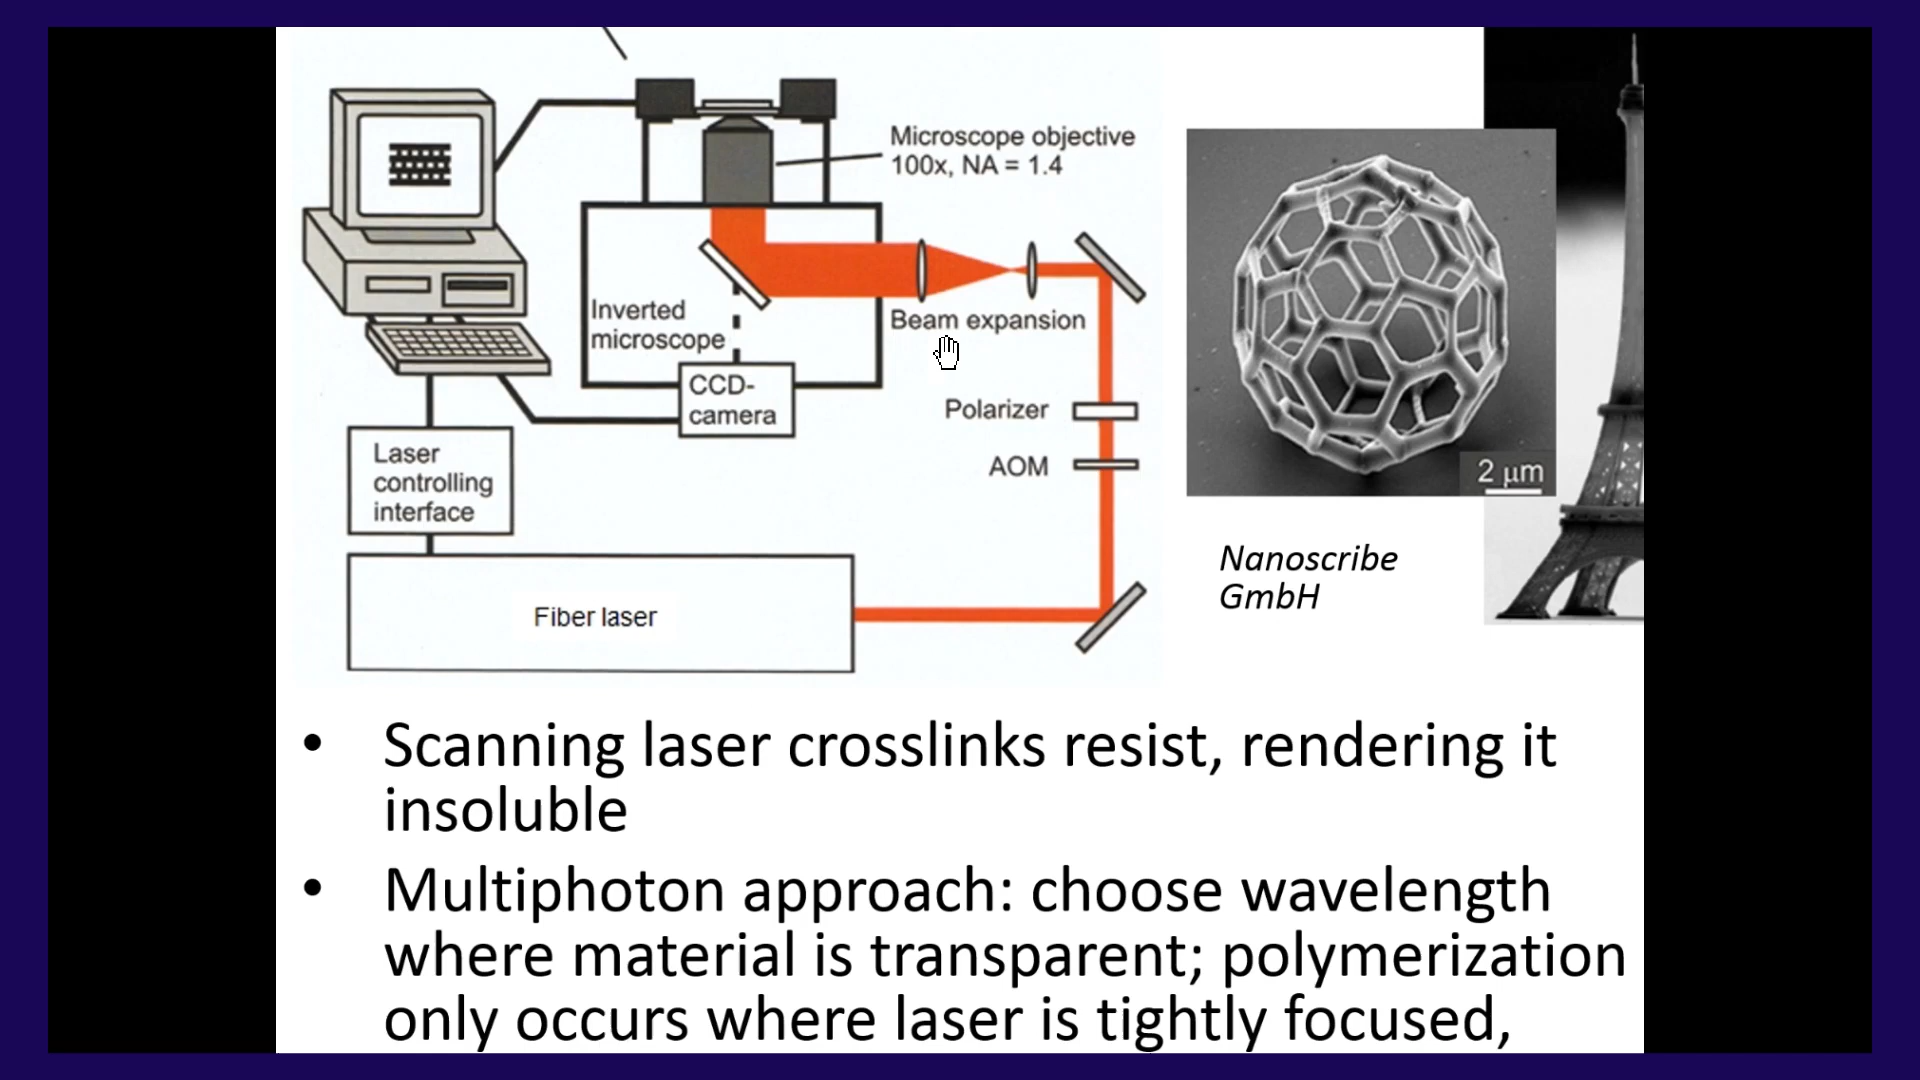 Microscope objective
100x, NA = 1.4
Inverted
microscope
Beam expansion
CCD-
camera
Polarizer
AOM
Laser
controlling
interface
Fiber laser
2 μm
Nanoscribe
GmbH
• Scanning laser crosslinks resist, rendering it
insoluble
• Multiphoton approach: choose wavelength
where material is transparent; polymerization
only occurs where laser is tightly focused,